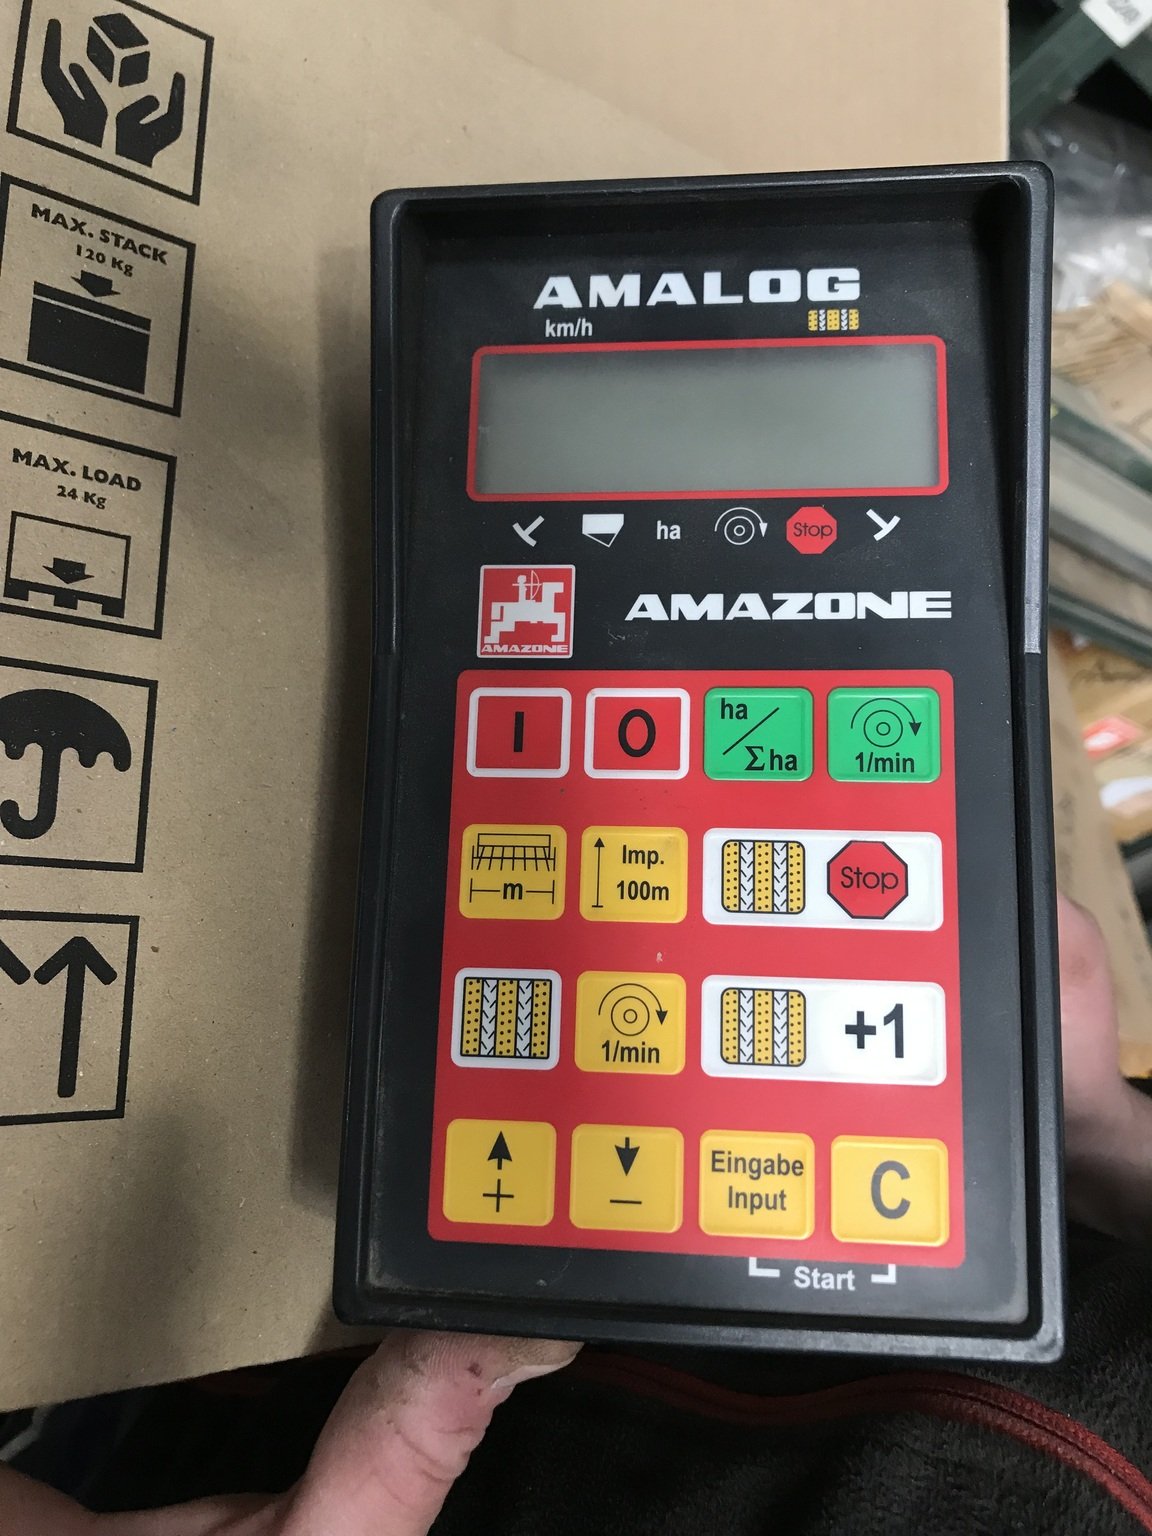 MAX. STACK
120 Kg
MAX. LOAD
24 Kg
AMALOG
km/h
ha
Stop
AMAZONE
AMAZONE
I
O
ha
Σha
1/min
m
Imp.
100m
Stop
1/min
+1
+
−
Eingabe
Input
C
Start